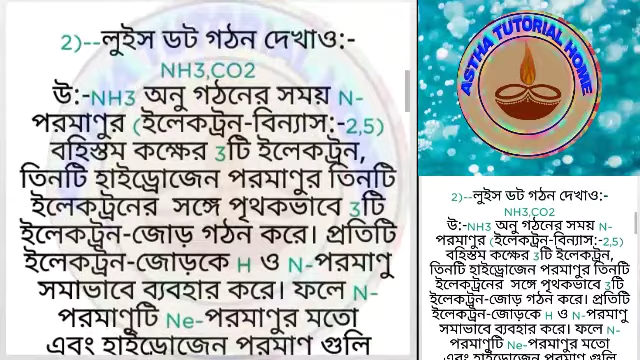 2)--লুইস ডট গঠন দেখাও:-
NH3,CO2
উ:-NH3 অনু গঠনের সময় N-
পরমাণুর (ইলেকট্রন-বিন্যাস:-2,5)
বহিস্তম কক্ষের 3টি ইলেকট্রন,
তিনটি হাইড্রোজেন পরমাণুর তিনটি
ইলেকট্রনের সঙ্গে পৃথকভাবে 3টি
ইলেকট্রন-জোড় গঠন করে। প্রতিটি
ইলেকট্রন-জোড়কে H ও N-পরমাণু
সমাভাবে ব্যবহার করে। ফলে N-
পরমাণুটি Ne-পরমাণুর মতো
এবং হাইড্রোজেন পরমাণু গুলি
ASTHA TUTORIAL HOME
2)--লুইস ডট গঠন দেখাও:-
NH3,CO2
উ:-NH3 অনু গঠনের সময় N-
পরমাণুর (ইলেকট্রন-বিন্যাস:-2,5)
বহিস্তম কক্ষের 3টি ইলেকট্রন,
তিনটি হাইড্রোজেন পরমাণুর তিনটি
ইলেকট্রনের সঙ্গে পৃথকভাবে 3টি
ইলেকট্রন-জোড় গঠন করে। প্রতিটি
ইলেকট্রন-জোড়কে H ও N-পরমাণু
সমাভাবে ব্যবহার করে। ফলে N-
পরমাণুটি Ne-পরমাণুর মতো
এবং হাইড্রোজেন পরমাণু গুলি